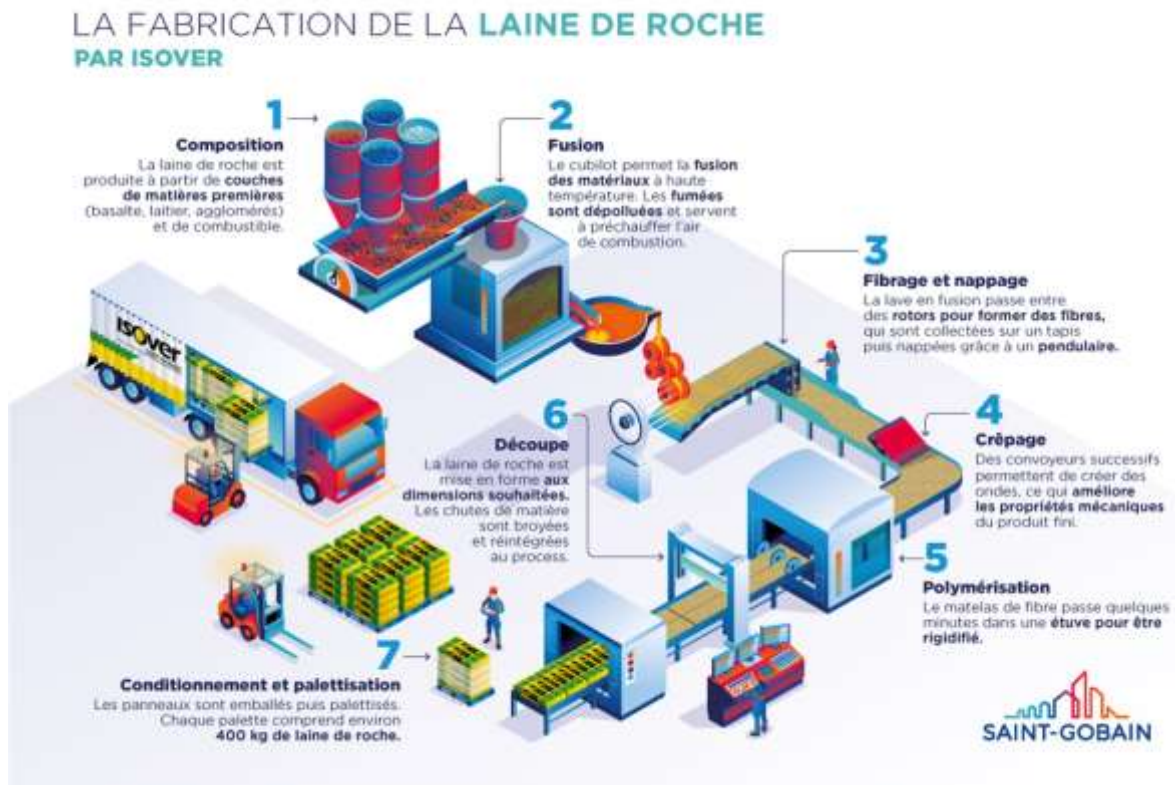 LA FABRICATION DE LA LAINE DE ROCHE
PAR ISOVER
1
Composition
La laine de roche est
produite à partir de couches
de matières premières
(basalte, laitier, agglomérés)
et de combustible.
2
Fusion
Le cubilot permet la fusion
des matériaux à haute
température. Les fumées
sont dépolluées et servent
à préchauffer l'air
de combustion.
3
Fibrage et nappage
La lave en fusion passe entre
des rotors pour former des fibres,
qui sont collectées sur un tapis
puis nappées grâce à un pendulaire.
4
Crêpage
Des convoyeurs successifs
permettent de créer des
ondes, ce qui améliore
les propriétés mécaniques
du produit fini.
5
Polymérisation
Le matelas de fibre passe quelques
minutes dans une étuve pour être
rigidifié.
6
Découpe
La laine de roche est
mise en forme aux
dimensions souhaitées.
Les chutes de matière
sont broyées
et réintégrées
au process.
7
Conditionnement et palettisation
Les panneaux sont emballés puis palettisés.
Chaque palette comprend environ
400 kg de laine de roche.
isover
SAINT-GOBAIN